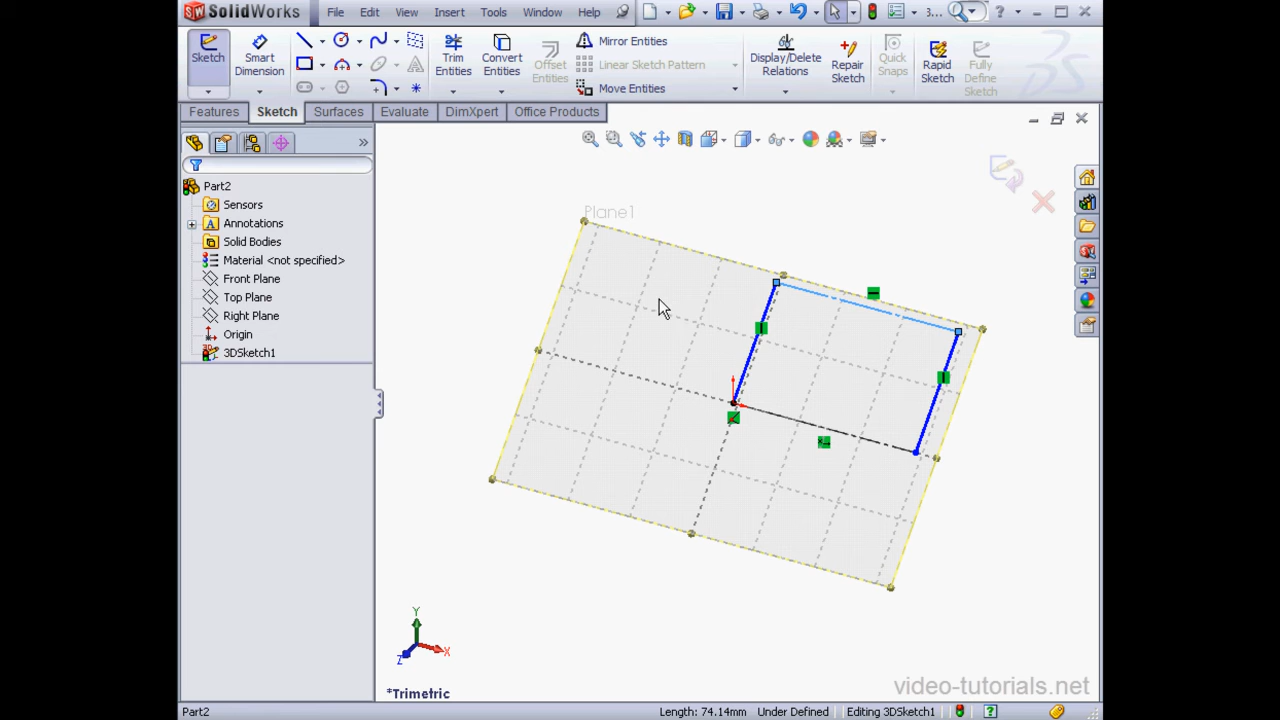 SW SolidWorks File Edit View Insert Tools Window Help 3... ?
Sketch
Smart Dimension
Trim Entities
Convert Entities
Offset Entities
Mirror Entities
Linear Sketch Pattern
Move Entities
Display/Delete Relations
Repair Sketch
Quick Snaps
Rapid Sketch
Fully Define Sketch
Features Sketch Surfaces Evaluate DimXpert Office Products
Part2
Sensors
A Annotations
Solid Bodies
Material <not specified>
Front Plane
Top Plane
Right Plane
Origin
3D 3DSketch1
Plane1
Y
X
Z
*Trimetric
video-tutorials.net
Part2 Length: 74.14mm Under Defined Editing 3DSketch1 ?